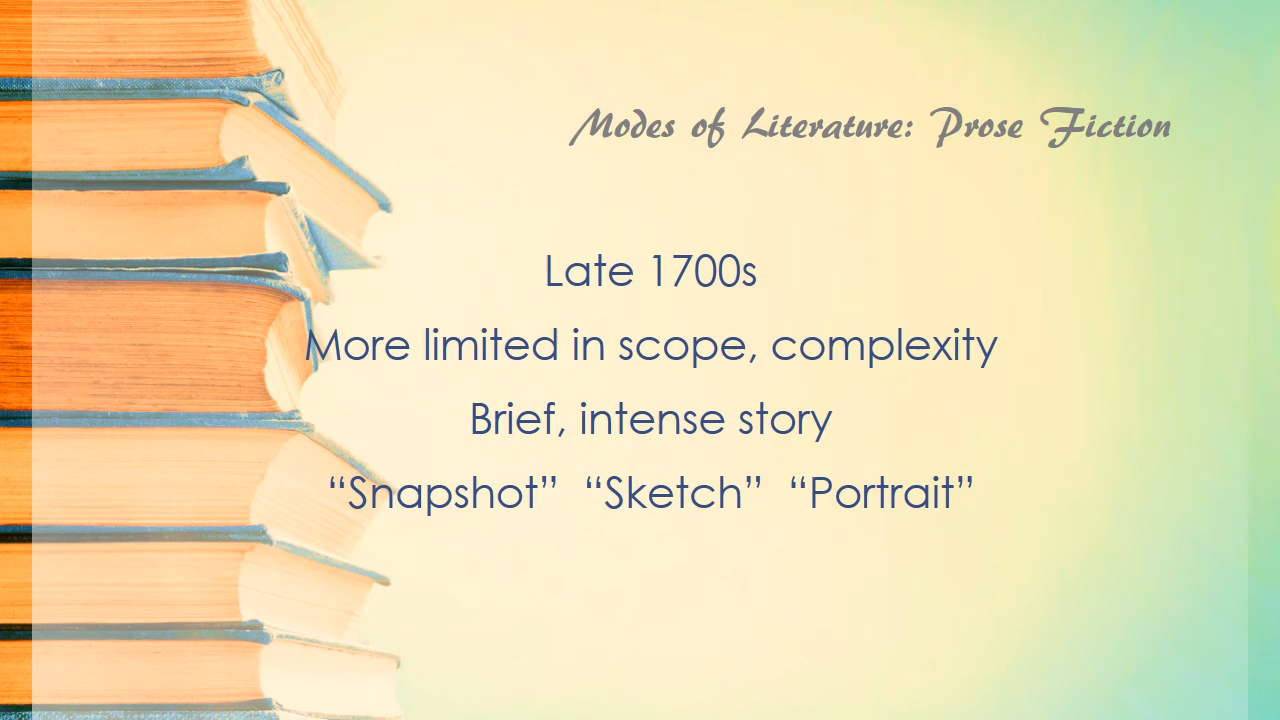 Modes of Literature: Prose Fiction
Late 1700s
More limited in scope, complexity
Brief, intense story
“Snapshot” “Sketch” “Portrait”